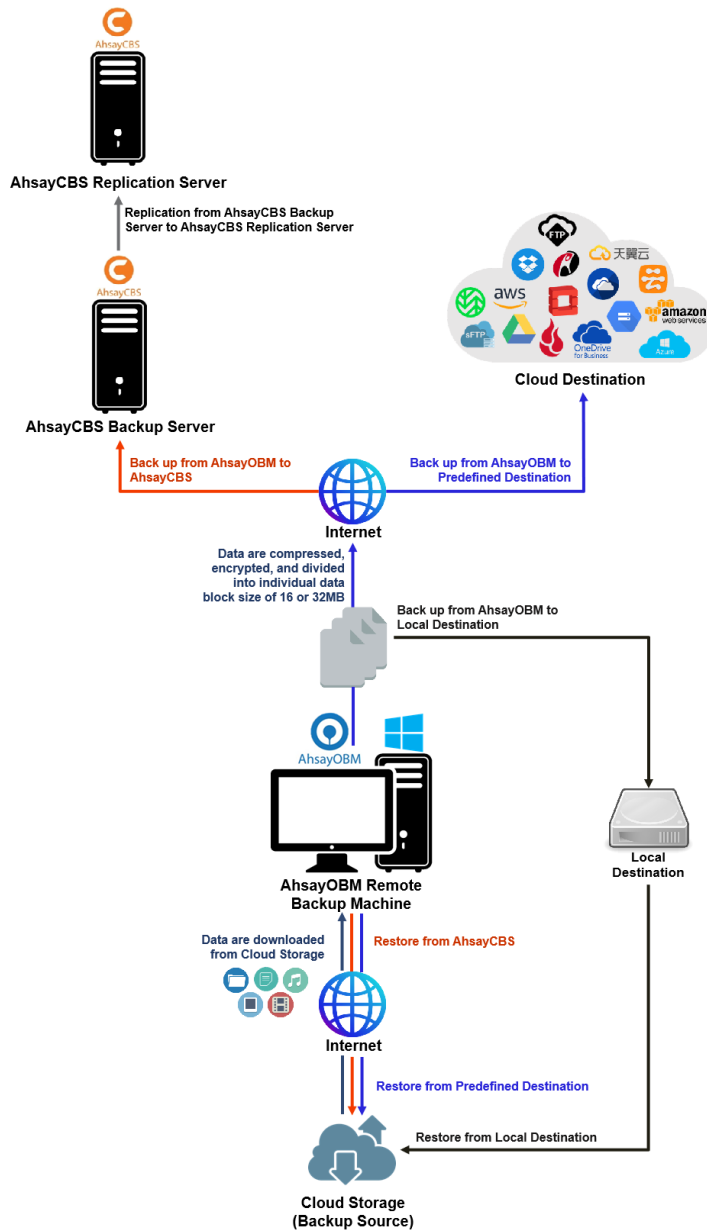 AhsayCBS
AhsayCBS Replication Server
Replication from AhsayCBS Backup
Server to AhsayCBS Replication Server
AhsayCBS
AhsayCBS Backup Server
FTP
天翼云
aws
amazon
web services
sFTP
OneDrive
for Business
Azure
Cloud Destination
Back up from AhsayOBM to
AhsayCBS
Back up from AhsayOBM to
Predefined Destination
Internet
Data are compressed,
encrypted, and divided
into individual data
block size of 16 or 32MB
Back up from AhsayOBM to
Local Destination
AhsayOBM
Local
Destination
AhsayOBM Remote
Backup Machine
Data are downloaded
from Cloud Storage
Restore from AhsayCBS
Internet
Restore from Predefined Destination
Restore from Local Destination
Cloud Storage
(Backup Source)